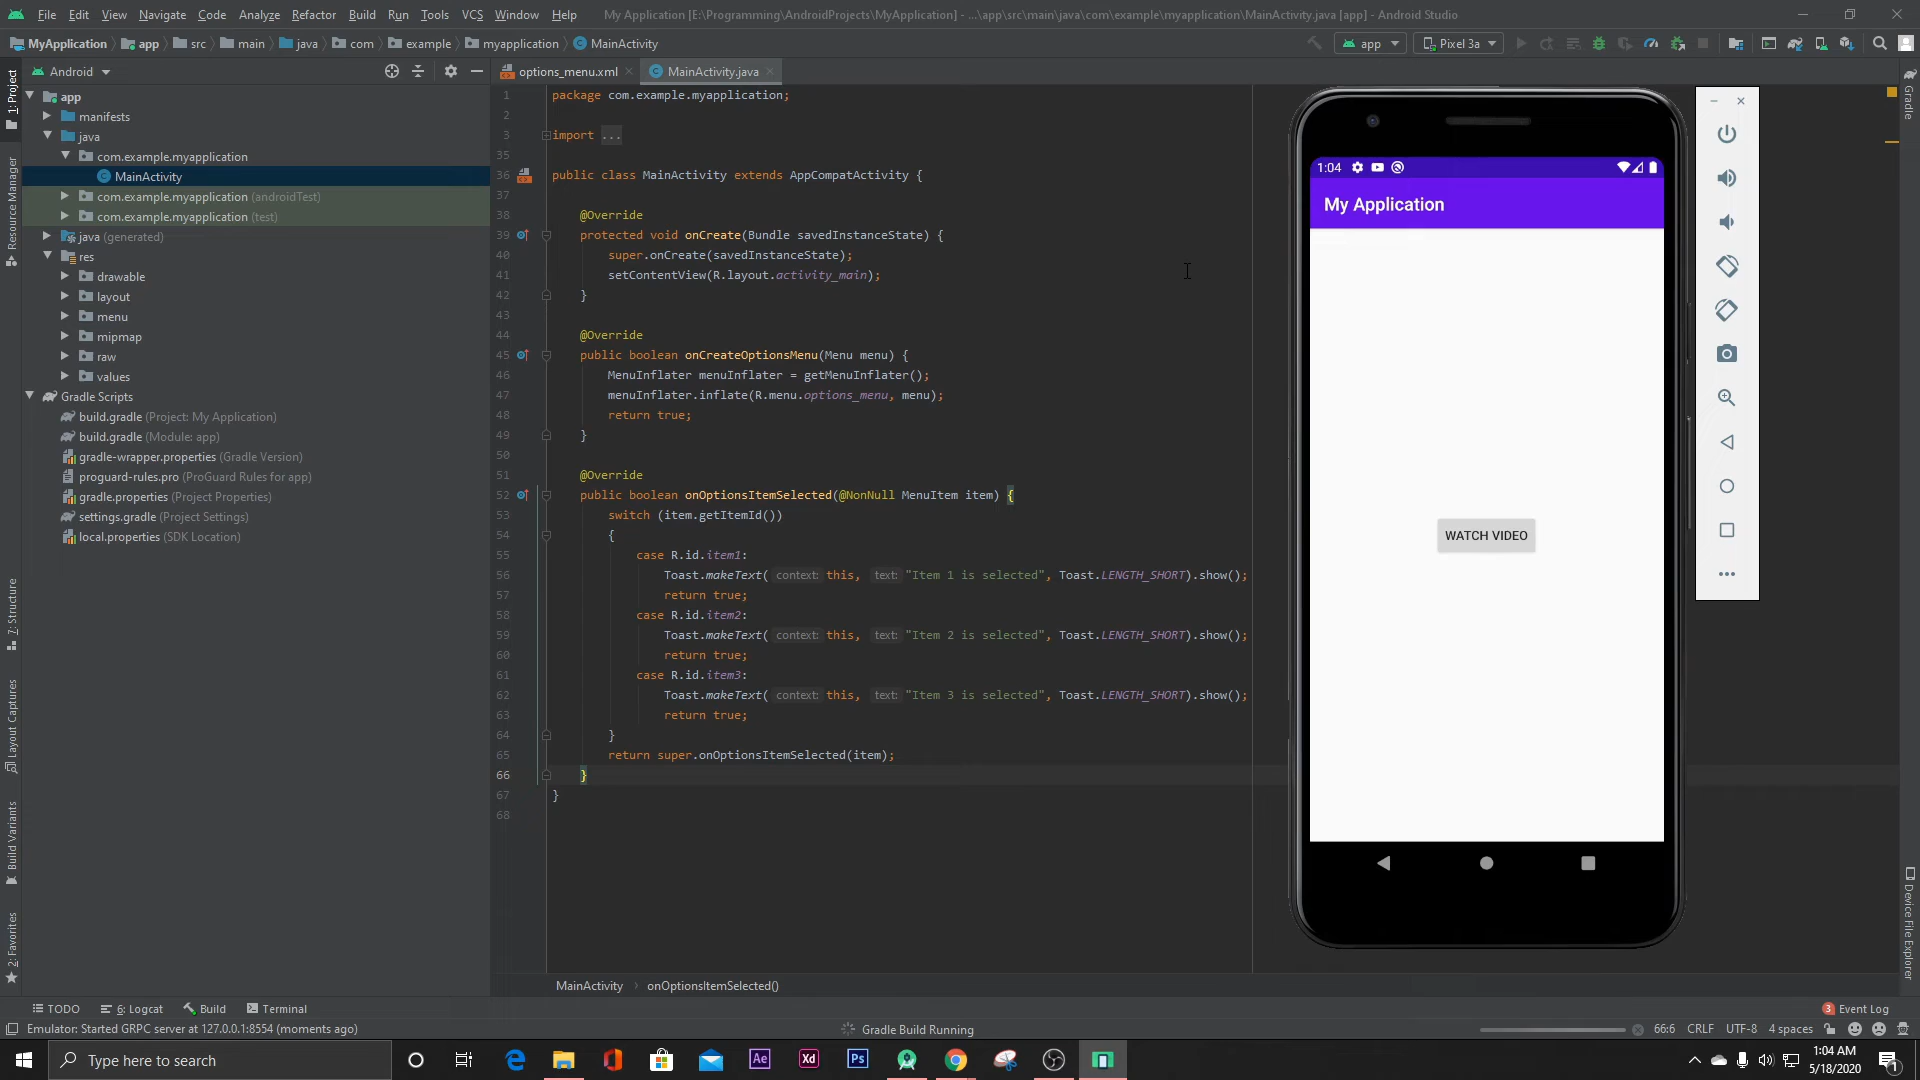 File Edit View Navigate Code Analyze Refactor Build Run Tools VCS Window Help My Application [E:\Programming\AndroidProjects\MyApplication] - ...\app\src\main\java\com\example\myapplication\MainActivity.java [app] - Android Studio
MyApplication app src main java com example myapplication MainActivity app Pixel 3a
Android options_menu.xml MainActivity.java
1: Project
Resource Manager
7: Structure
Layout Captures
Build Variants
2: Favorites
app
manifests
java
com.example.myapplication
MainActivity
com.example.myapplication (androidTest)
com.example.myapplication (test)
java (generated)
res
drawable
layout
menu
mipmap
raw
values
Gradle Scripts
build.gradle (Project: My Application)
build.gradle (Module: app)
gradle-wrapper.properties (Gradle Version)
proguard-rules.pro (ProGuard Rules for app)
gradle.properties (Project Properties)
settings.gradle (Project Settings)
local.properties (SDK Location)
1 package com.example.myapplication;
2
3 import ...
35
36 public class MainActivity extends AppCompatActivity {
37
38 @Override
39 protected void onCreate(Bundle savedInstanceState) {
40 super.onCreate(savedInstanceState);
41 setContentView(R.layout.activity_main);
42 }
43
44 @Override
45 public boolean onCreateOptionsMenu(Menu menu) {
46 MenuInflater menuInflater = getMenuInflater();
47 menuInflater.inflate(R.menu.options_menu, menu);
48 return true;
49 }
50
51 @Override
52 public boolean onOptionsItemSelected(@NonNull MenuItem item) {
53 switch (item.getItemId())
54 {
55 case R.id.item1:
56 Toast.makeText( context: this, text: "Item 1 is selected", Toast.LENGTH_SHORT).show();
57 return true;
58 case R.id.item2:
59 Toast.makeText( context: this, text: "Item 2 is selected", Toast.LENGTH_SHORT).show();
60 return true;
61 case R.id.item3:
62 Toast.makeText( context: this, text: "Item 3 is selected", Toast.LENGTH_SHORT).show();
63 return true;
64 }
65 return super.onOptionsItemSelected(item);
66 }
67 }
68
1:04
My Application
WATCH VIDEO
Gradle
Device File Explorer
MainActivity › onOptionsItemSelected()
TODO 6: Logcat Build Terminal 3 Event Log
Emulator: Started GRPC server at 127.0.0.1:8554 (moments ago) Gradle Build Running 66:6 CRLF UTF-8 4 spaces
Type here to search Ae Xd Ps 1:04 AM
5/18/2020 1